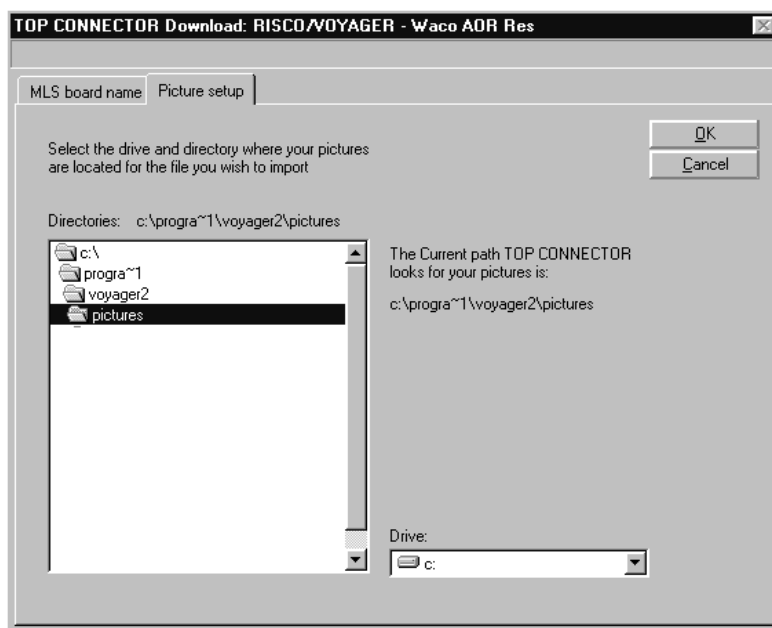 TOP CONNECTOR Download: RISCO/VOYAGER - Waco AOR Res
MLS board name
Picture setup
Select the drive and directory where your pictures
are located for the file you wish to import
OK
Cancel
Directories: c:\progra~1\voyager2\pictures
c:\
progra~1
voyager2
pictures
The Current path TOP CONNECTOR
looks for your pictures is:
c:\progra~1\voyager2\pictures
Drive:
c: